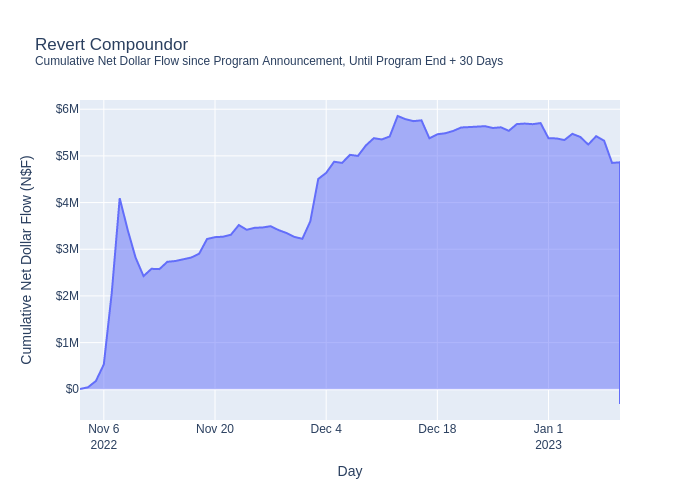 Revert Compoundor
Cumulative Net Dollar Flow since Program Announcement, Until Program End + 30 Days
Cumulative Net Dollar Flow (N$F)
$6M
$5M
$4M
$3M
$2M
$1M
$0
Nov 6
2022
Nov 20
Dec 4
Dec 18
Jan 1
2023
Day